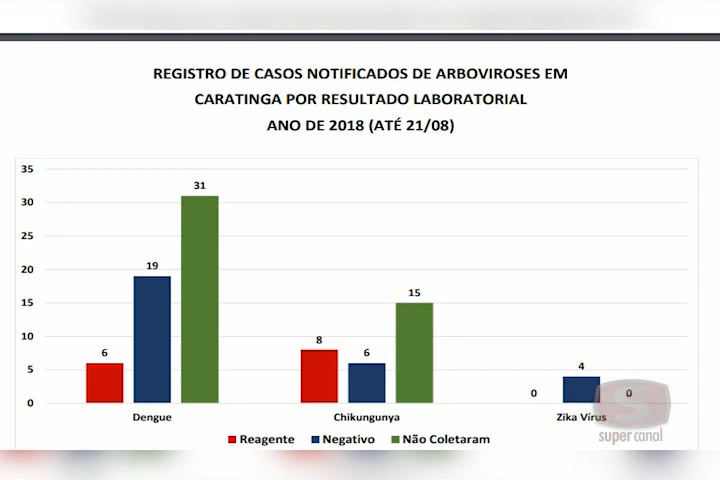 REGISTRO DE CASOS NOTIFICADOS DE ARBOVIROSES EM
CARATINGA POR RESULTADO LABORATORIAL
ANO DE 2018 (ATÉ 21/08)
35
30
25
20
15
10
5
0
6
19
31
8
6
15
0
4
0
Dengue
Chikungunya
Zika Vírus
Reagente
Negativo
Não Coletaram
S
super canal